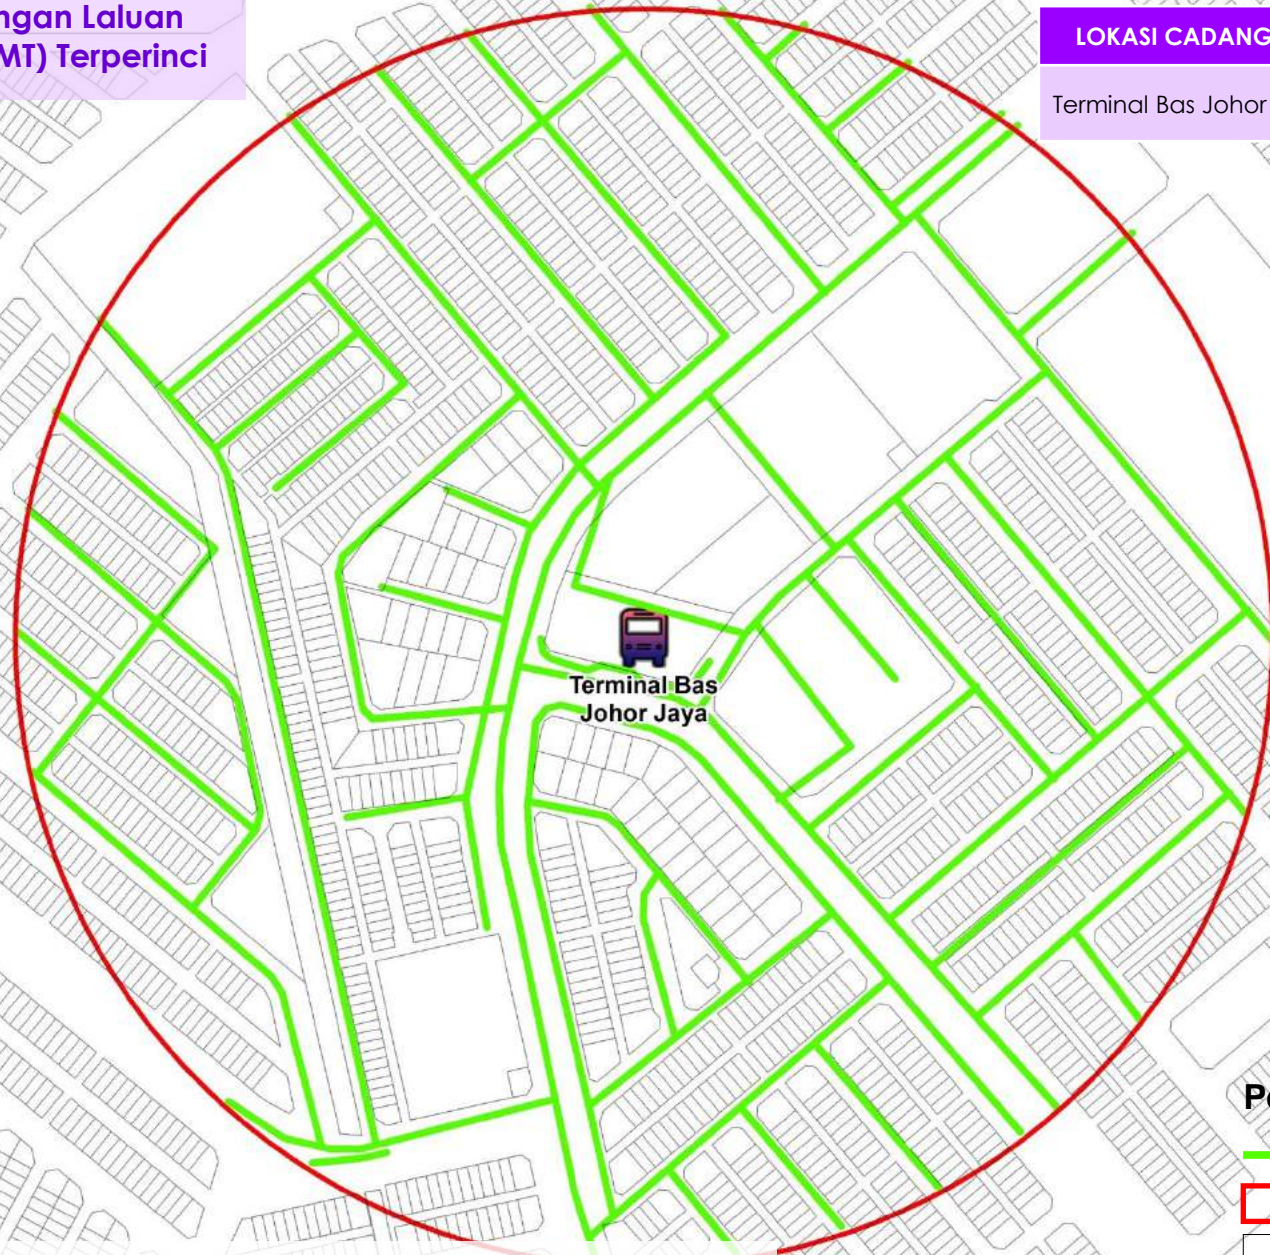 ngan Laluan
MT) Terperinci
LOKASI CADANG
Terminal Bas Johor
Terminal Bas
Johor Jaya